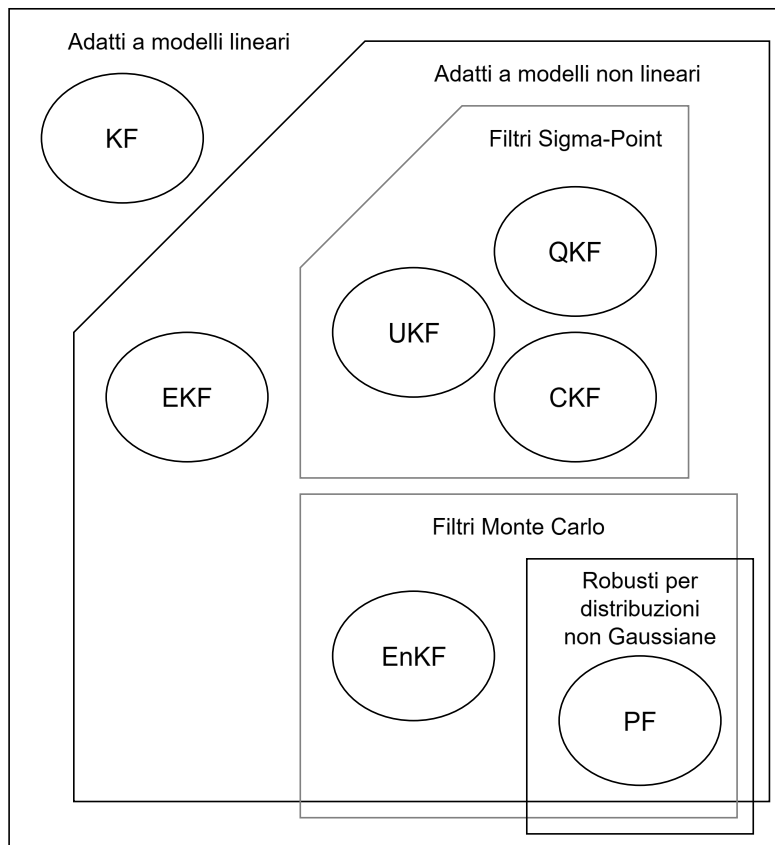 Adatti a modelli lineari
Adatti a modelli non lineari
KF
Filtri Sigma-Point
QKF
UKF
EKF
CKF
Filtri Monte Carlo
Robusti per
distribuzioni
non Gaussiane
EnKF
PF